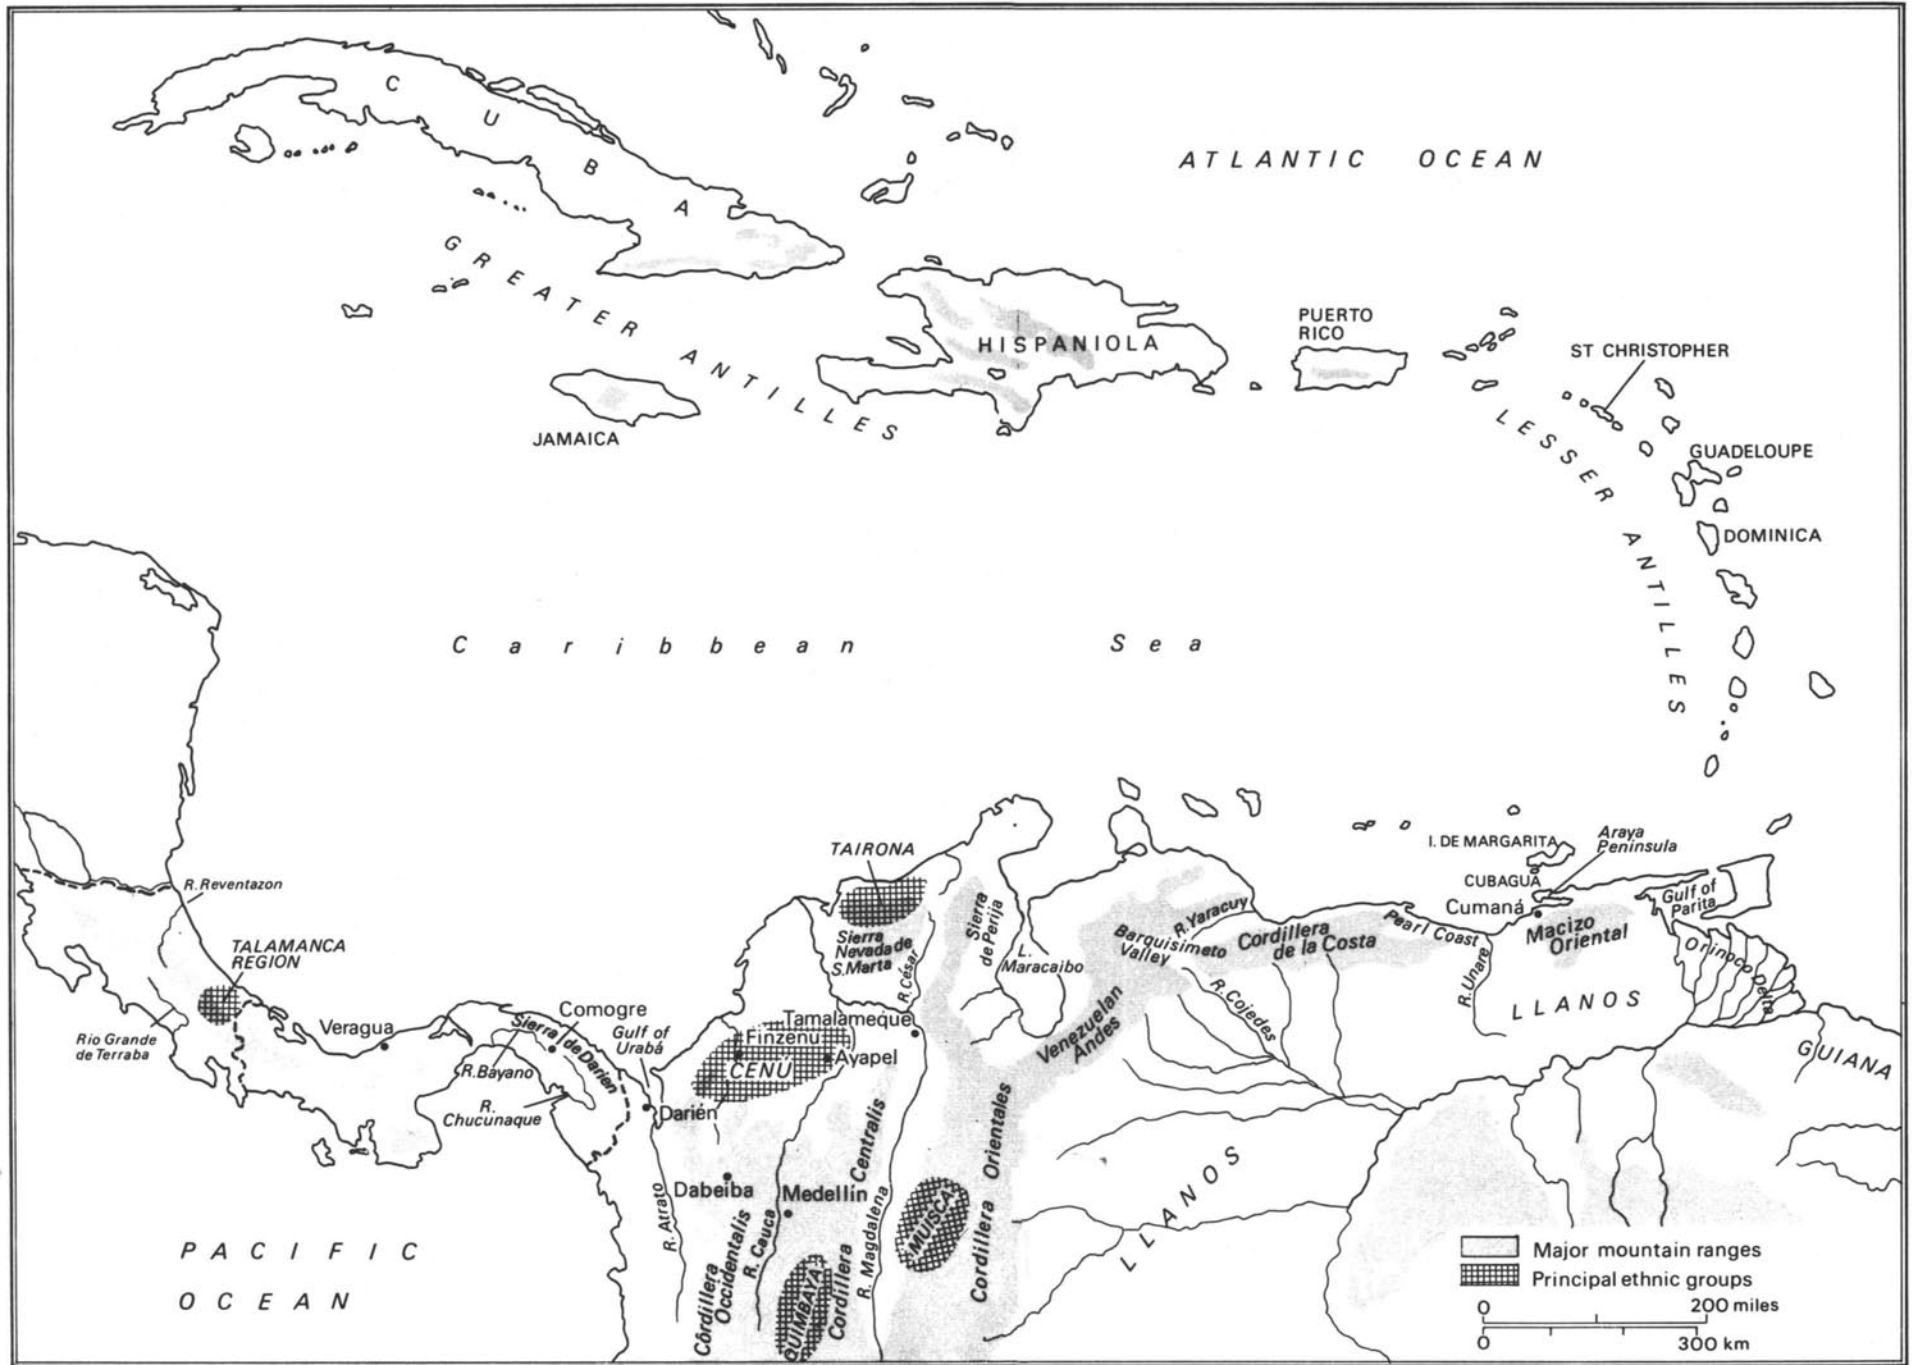 CUBA
ATLANTIC OCEAN
GREATER ANTILLES
HISPANIOLA
PUERTO
RICO
ST CHRISTOPHER
JAMAICA
LESSER ANTILLES
GUADELOUPE
DOMINICA
Caribbean Sea
TAIRONA
I. DE MARGARITA
Araya
Peninsula
CUBAGUA
Cumaná
Gulf of
Parita
R. Reventazon
TALAMANCA
REGION
Rio Grande
de Terraba
Veragua
Comogre
Sierra de Darien
Gulf of
Urabá
R. Bayano
R.
Chucunaque
Darién
Sierra
Nevada de
S. Marta
R. César
Sierra
de Perija
L.
Maracaibo
Barquisimeto
Valley
R. Yaracuy
Cordillera
de la Costa
Pearl Coast
R. Unare
Macizo
Oriental
Orinoco Delta
LLANOS
GUIANA
R. Cojedes
Venezuelan
Andes
Tamalameque
Finzenu
CENÚ
Ayapel
Dabeiba
Medellín
R. Atrato
Côrdillera
Occidentalis
R. Cauca
QUIMBAYA
Cordillera Centralis
R. Magdalena
MUISCA
Cordillera Orientales
LLANOS
PACIFIC
OCEAN
Major mountain ranges
Principal ethnic groups
0 200 miles
0 300 km